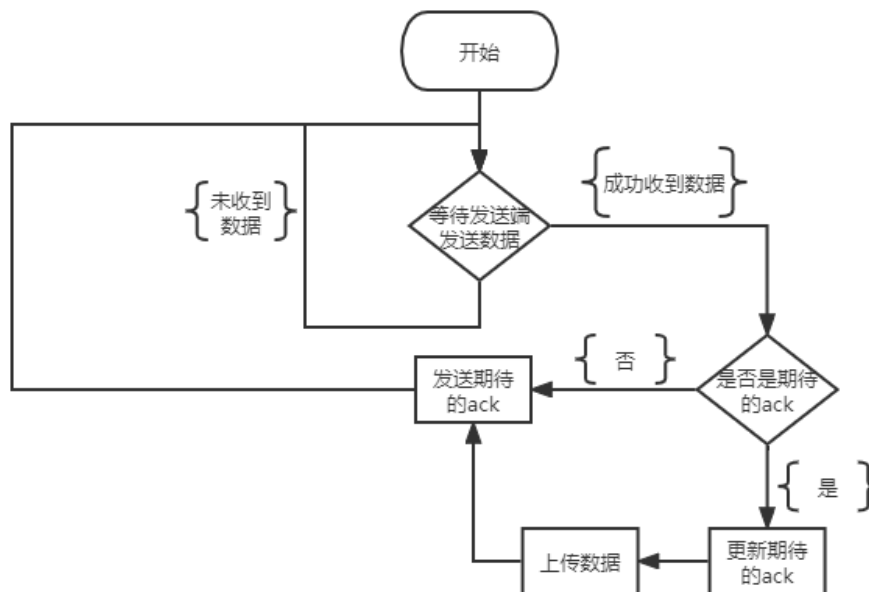 开始
未收到
数据
成功收到数据
等待发送端
发送数据
否
发送期待
的ack
是否是期待
的ack
是
上传数据
更新期待
的ack